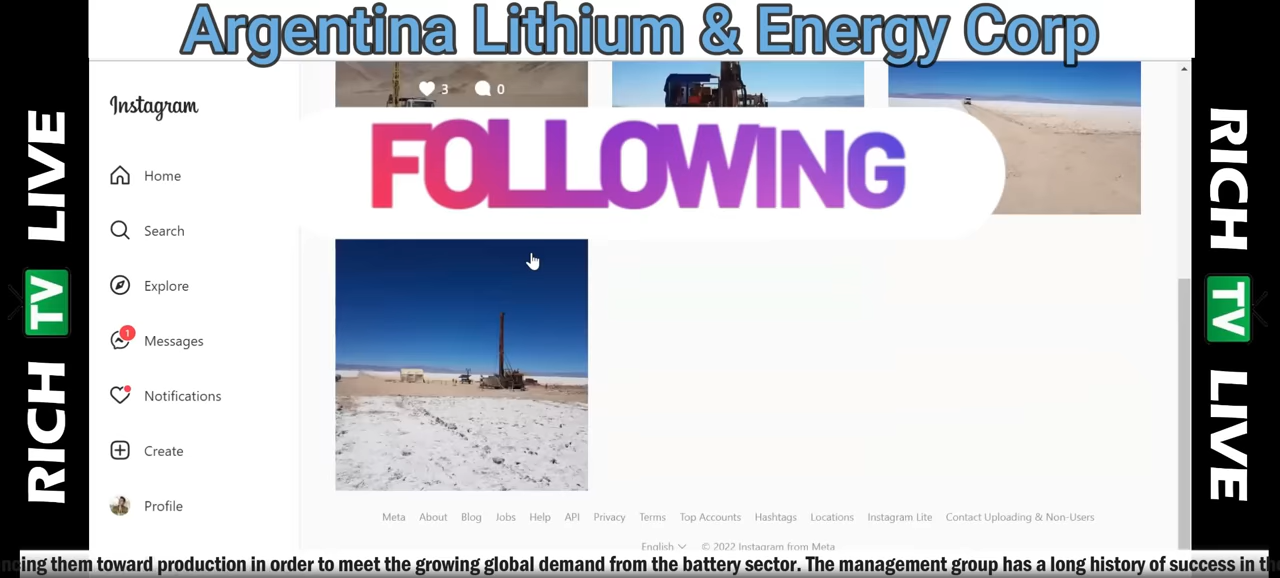 Argentina Lithium & Energy Corp
RICH TV LIVE
Instagram
3 0
FOLLOWING
Home
Search
Explore
1
Messages
Notifications
Create
Profile
Meta About Blog Jobs Help API Privacy Terms Top Accounts Hashtags Locations Instagram Lite Contact Uploading & Non-Users
English © 2022 Instagram from Meta
RICH TV LIVE
them toward production in order to meet the growing global demand from the battery sector. The management group has a long history of success in